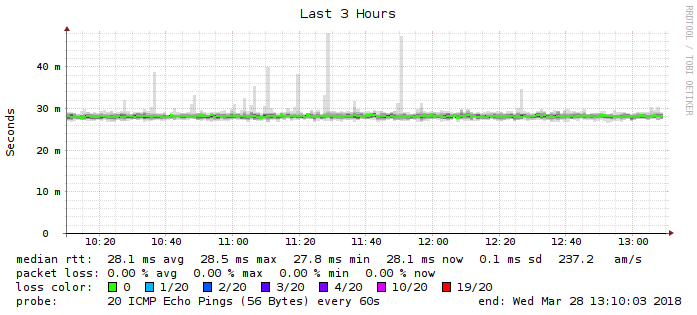 Last 3 Hours
RRDTOOL / TOBI OETIKER
Seconds
40 m
30 m
20 m
10 m
0
10:20 10:40 11:00 11:20 11:40 12:00 12:20 12:40 13:00
median rtt: 28.1 ms avg 28.5 ms max 27.8 ms min 28.1 ms now 0.1 ms sd 237.2 am/s
packet loss: 0.00 % avg 0.00 % max 0.00 % min 0.00 % now
loss color: 0 1/20 2/20 3/20 4/20 10/20 19/20
probe: 20 ICMP Echo Pings (56 Bytes) every 60s end: Wed Mar 28 13:10:03 2018